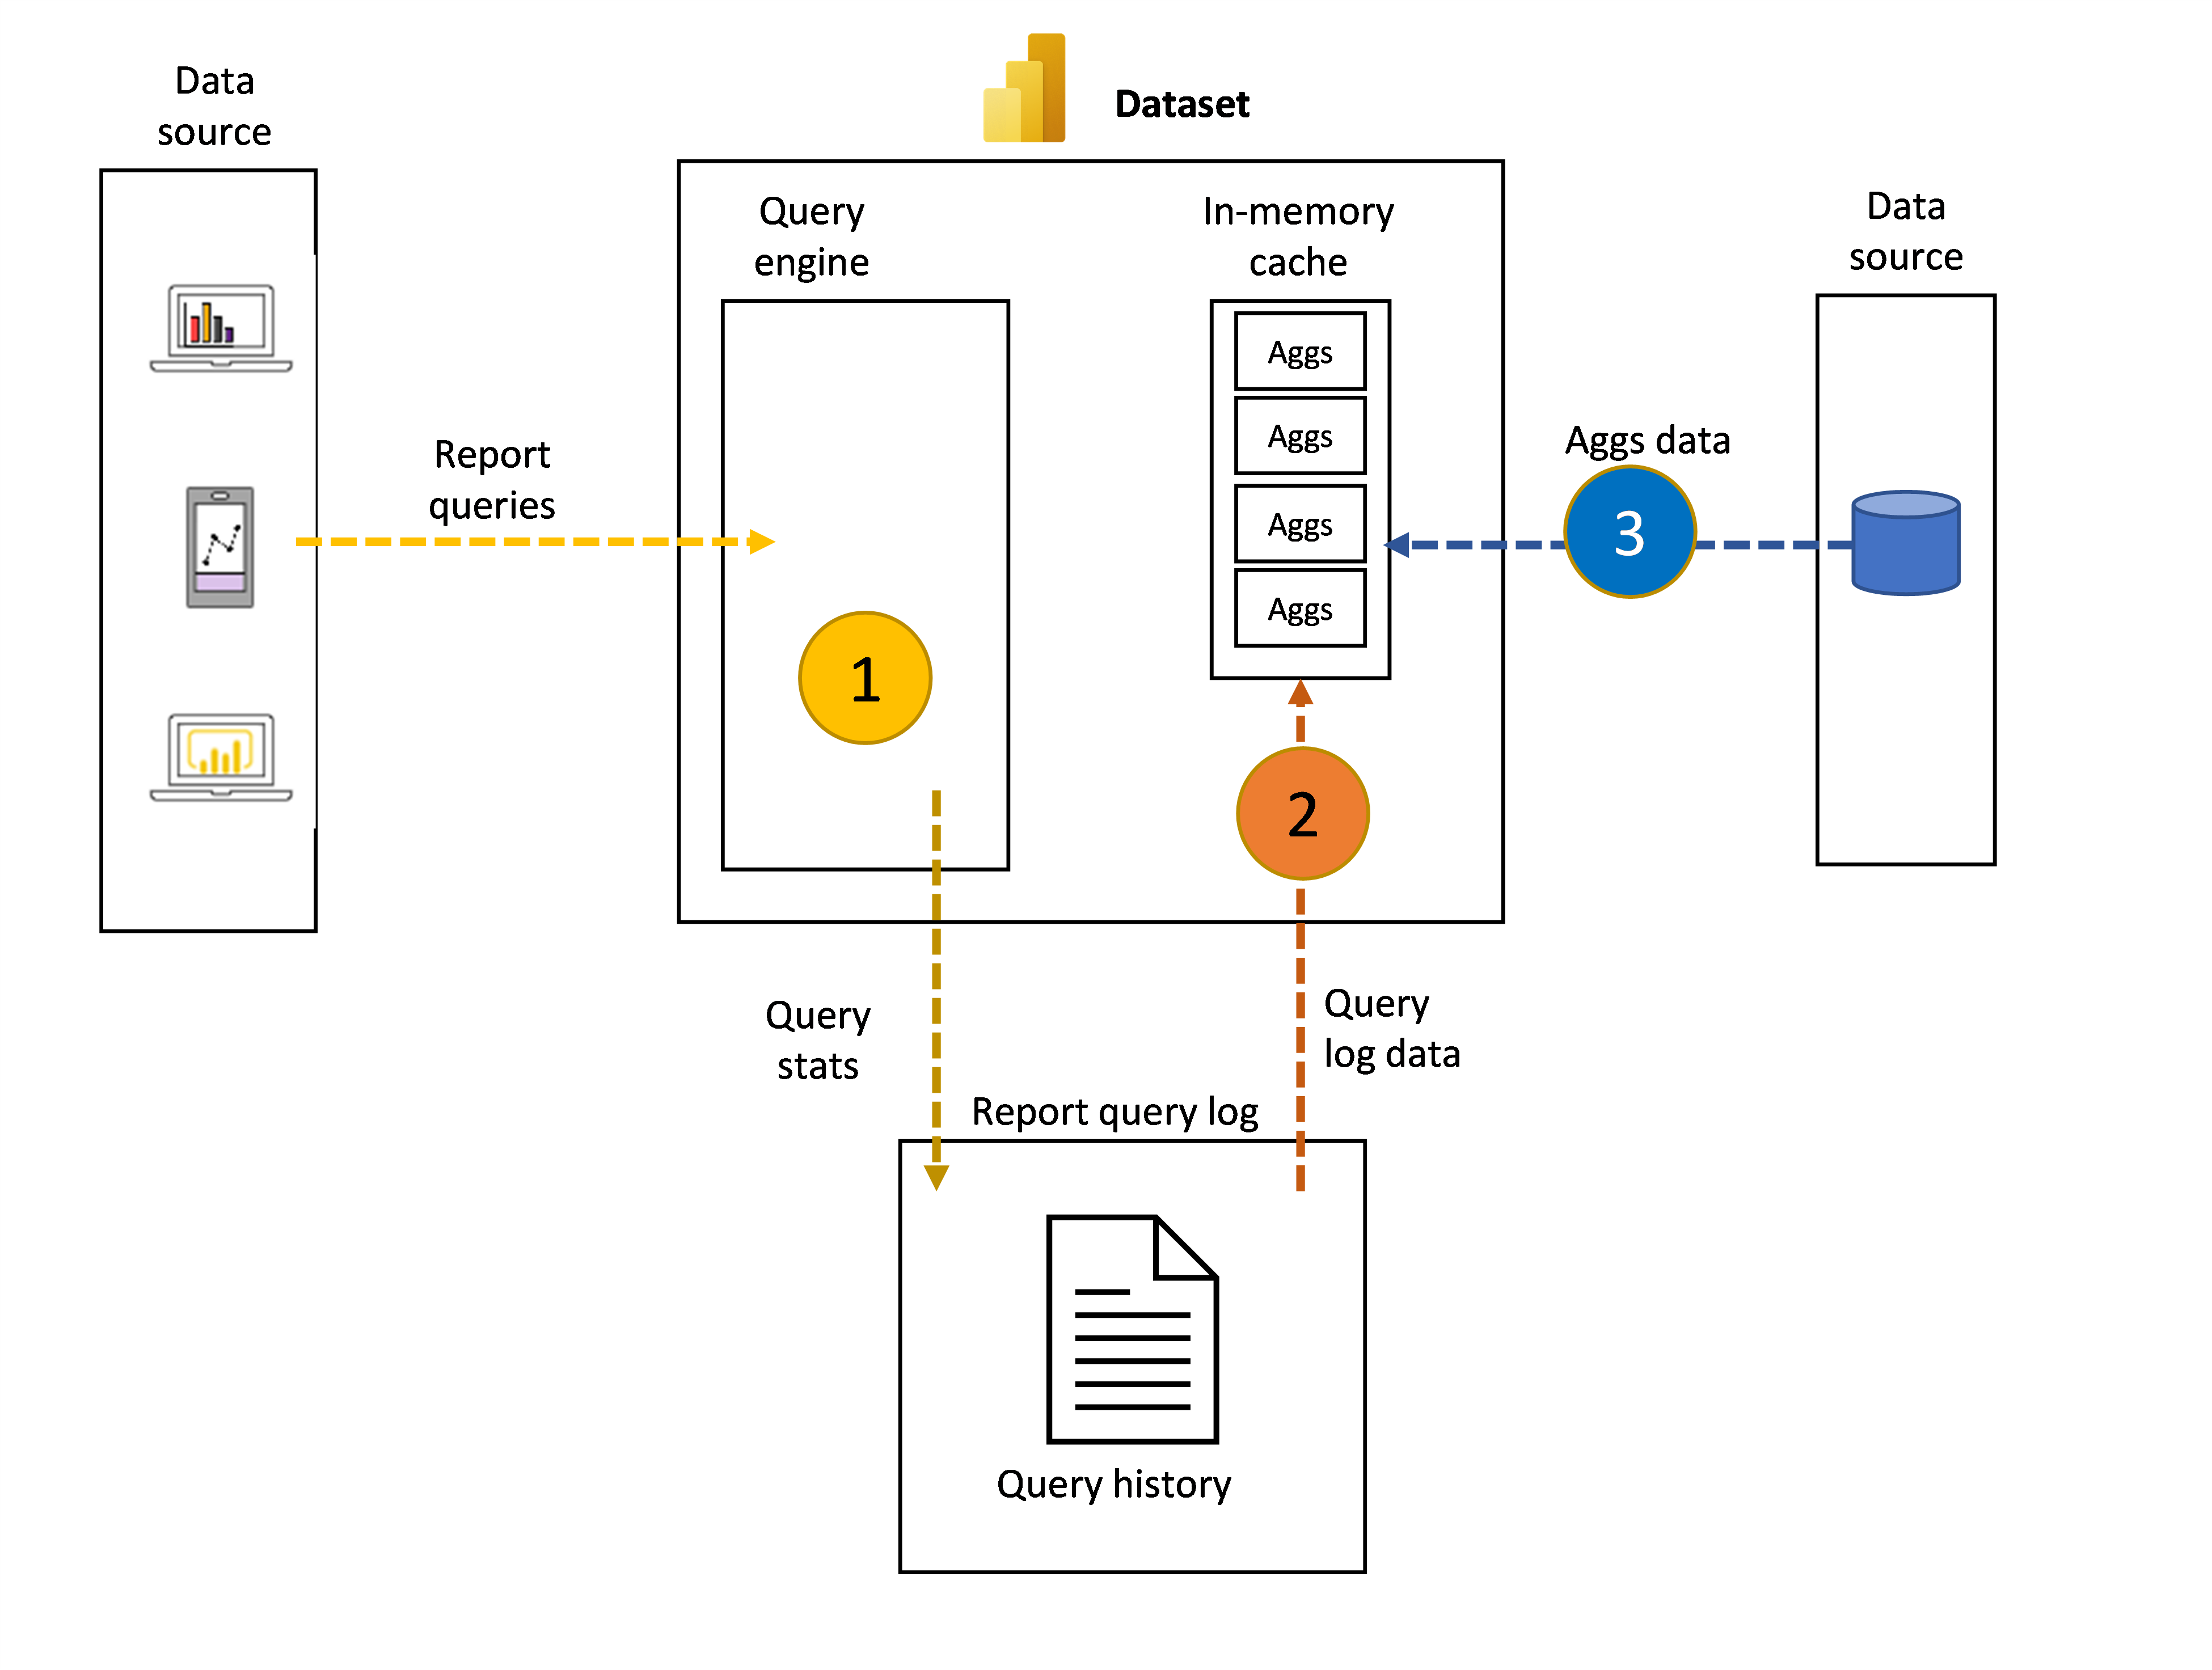 Data
source
Dataset
Query
engine
In-memory
cache
Data
source
Aggs
Aggs
Aggs
Aggs
Report
queries
Aggs data
3
1
2
Query
stats
Query
log data
Report query log
Query history